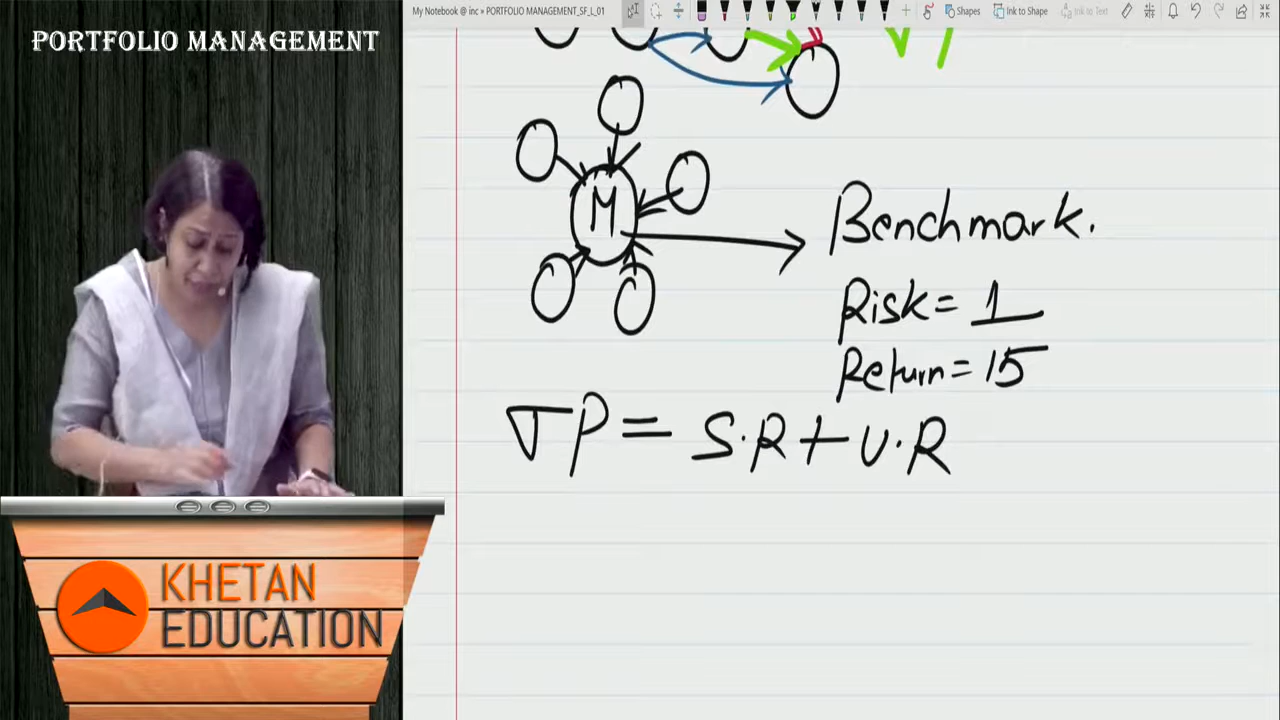 PORTFOLIO MANAGEMENT
My Notebook @ inc » PORTFOLIO MANAGEMENT_SF_L_01
Shapes
Ink to Shape
Ink to Text
M
Benchmark.
Risk = 1
Return = 15
σP = S.R + U.R
KHETAN
EDUCATION